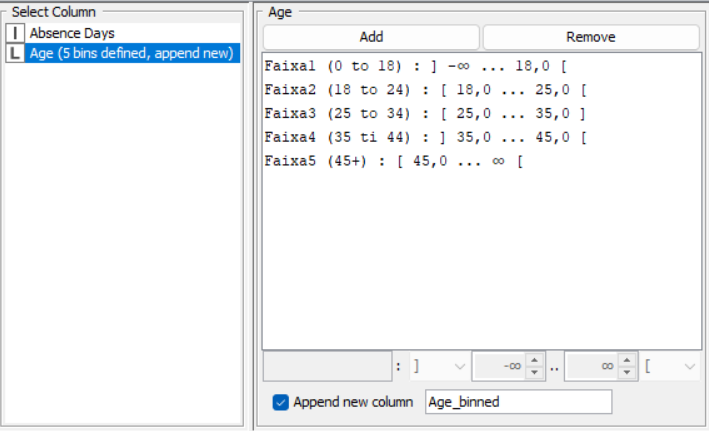 Select Column
I Absence Days
L Age (5 bins defined, append new)
Age
Add Remove
Faixa1 (0 to 18) : ] -∞ ... 18,0 [
Faixa2 (18 to 24) : [ 18,0 ... 25,0 [
Faixa3 (25 to 34) : [ 25,0 ... 35,0 ]
Faixa4 (35 ti 44) : ] 35,0 ... 45,0 [
Faixa5 (45+) : [ 45,0 ... ∞ [
: ] -∞ .. ∞ [
Append new column Age_binned